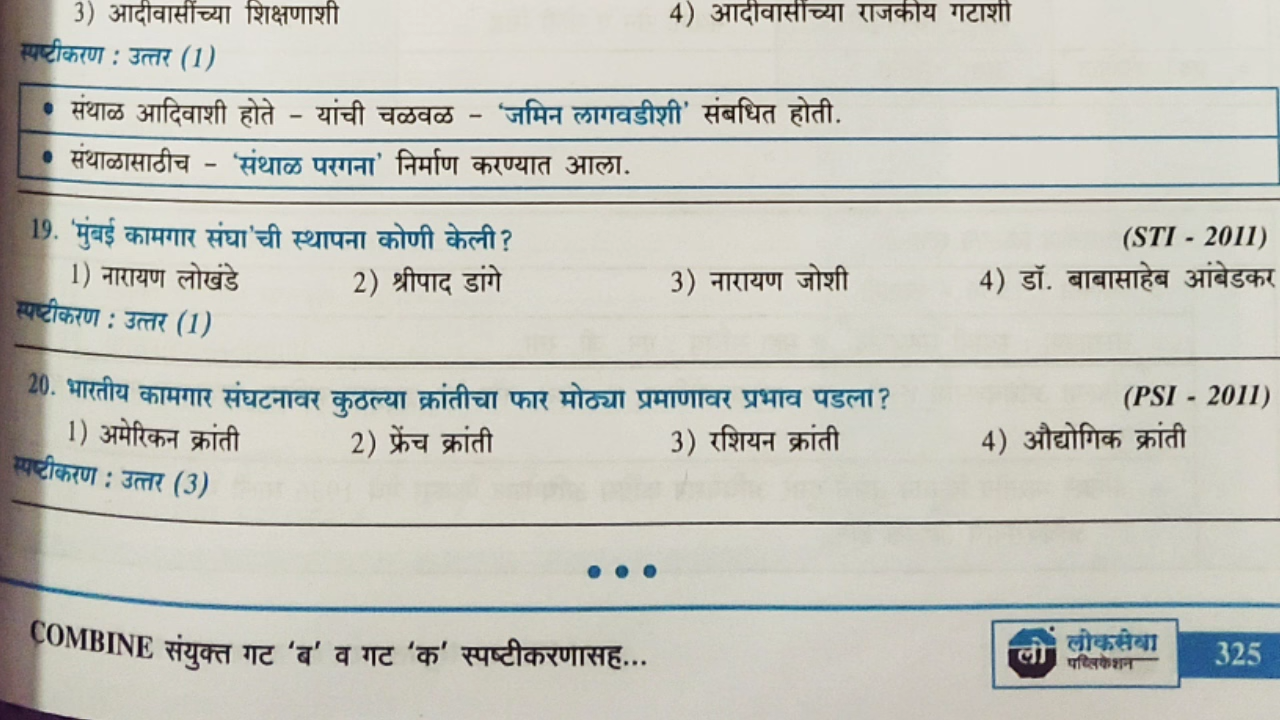 3) आदीवासींच्या शिक्षणाशी 4) आदीवासींच्या राजकीय गटाशी
स्पष्टीकरण : उत्तर (1)
• संथाळ आदिवाशी होते – यांची चळवळ – ‘जमिन लागवडीशी’ संबधित होती.
• संथाळासाठीच – ‘संथाळ परगना’ निर्माण करण्यात आला.
19. ‘मुंबई कामगार संघा’ची स्थापना कोणी केली? (STI - 2011)
1) नारायण लोखंडे 2) श्रीपाद डांगे 3) नारायण जोशी 4) डॉ. बाबासाहेब आंबेडकर
स्पष्टीकरण : उत्तर (1)
20. भारतीय कामगार संघटनावर कुठल्या क्रांतीचा फार मोठ्या प्रमाणावर प्रभाव पडला? (PSI - 2011)
1) अमेरिकन क्रांती 2) फ्रेंच क्रांती 3) रशियन क्रांती 4) औद्योगिक क्रांती
स्पष्टीकरण : उत्तर (3)
• • •
COMBINE संयुक्त गट ‘ब’ व गट ‘क’ स्पष्टीकरणासह...
लो लोकसेवा
पब्लिकेशन
325